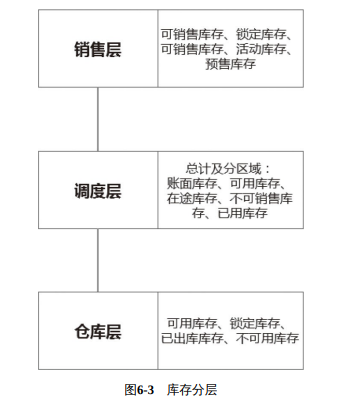 销售层
可销售库存、锁定库存、
可销售库存、活动库存、
预售库存
调度层
总计及分区域：
账面库存、可用库存、
在途库存、不可销售库
存、已用库存
仓库层
可用库存、锁定库存、
已出库库存、不可用库存
图6-3 库存分层